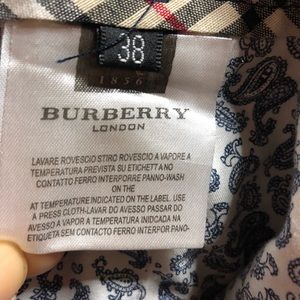 38
1856
BURBERRY
LONDON
LAVARE ROVESCIO STIRO ROVESCIO A VAPORE A
TEMPERATURA PREVISTA SU ETICHETTA NO
CONTATTO FERRO INTERFORRE PANNO-WASH
ON THE
AT TEMPERATURE INDICATED ON THE LABEL. USE
A PRESS CLOTH-LAVAR DO AVESSO PASSAR DO
AVESSO A VAPOR A TEMPERATURA INDICADA NA
ETIQUETA SEM CONTACTO FERRO INTERFOR PANO-